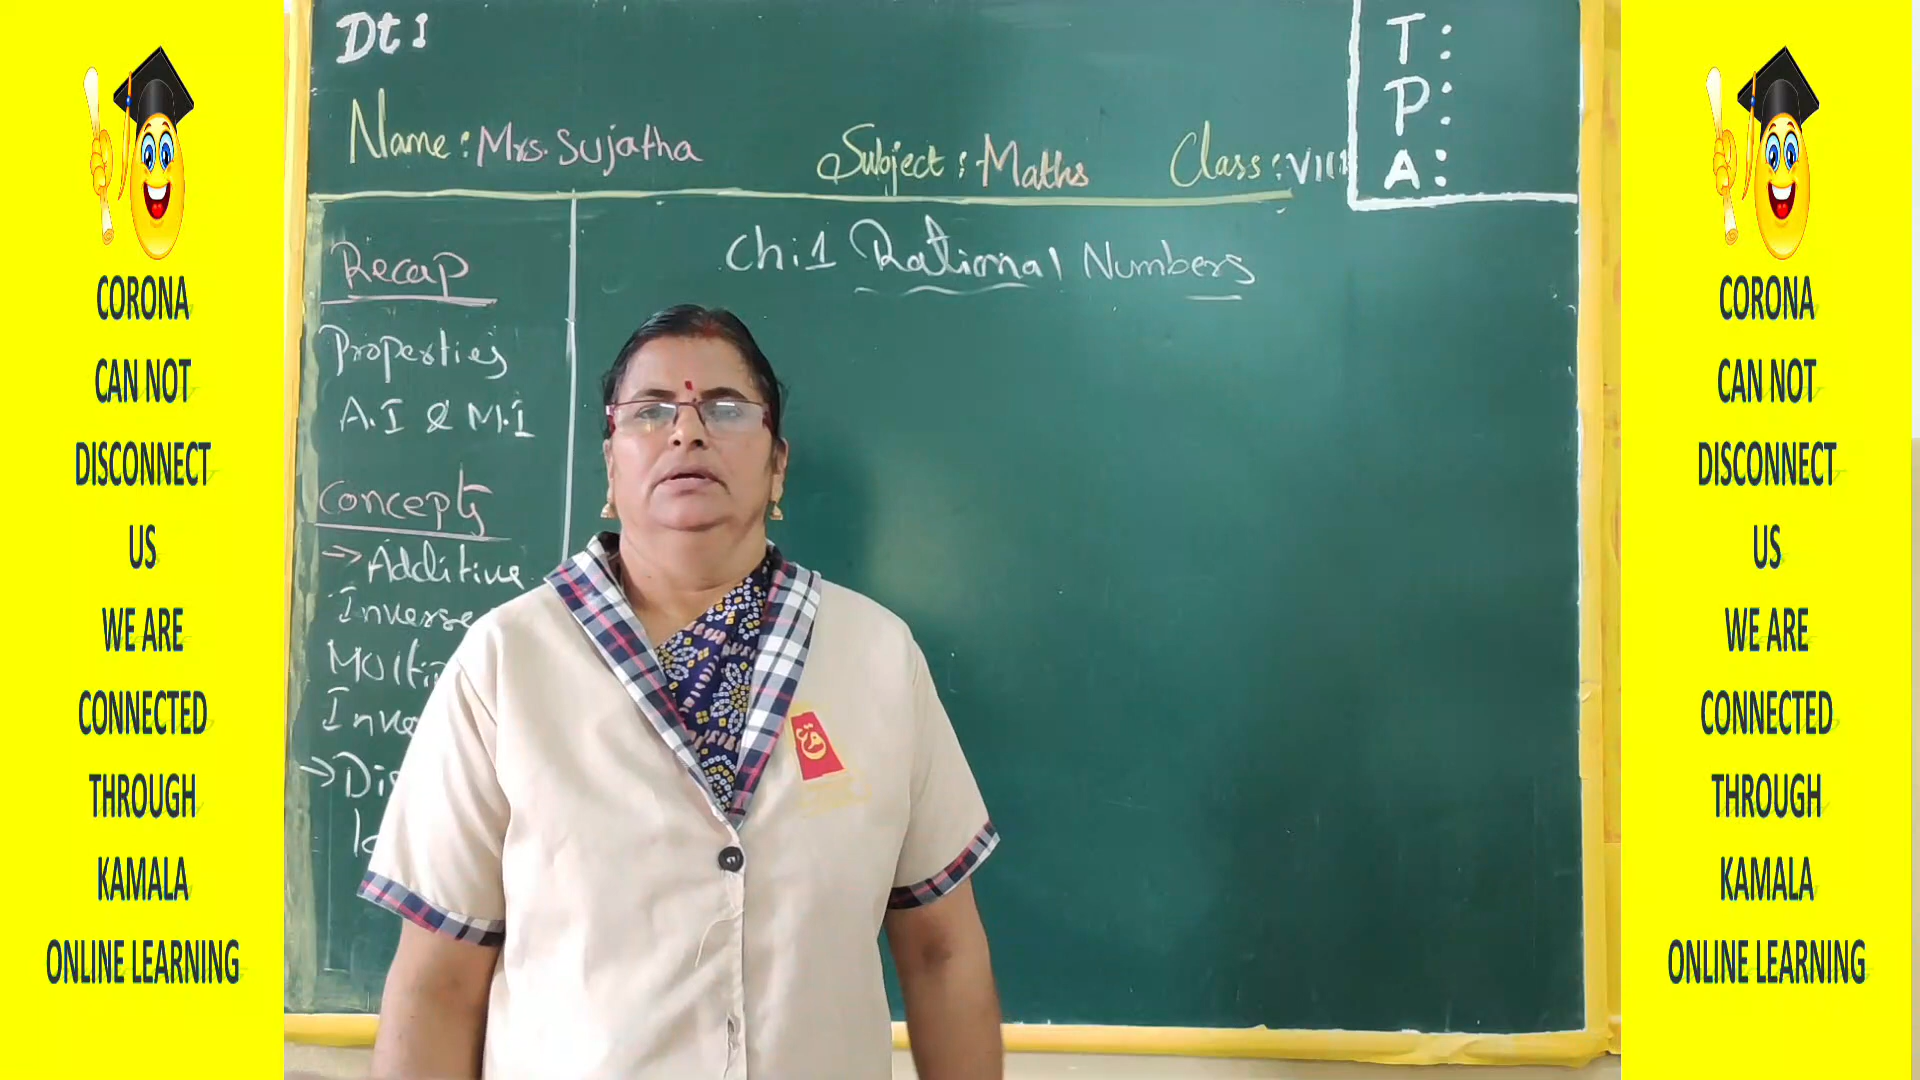 CORONA
CAN NOT
DISCONNECT
US
WE ARE
CONNECTED
THROUGH
KAMALA
ONLINE LEARNING
Dt :
Name : Mrs. Sujatha
Subject : Maths
Class : VIII
T :
P :
A :
Recap
Properties
A.I & M.I
Concepts
→ Additive
Inverse
Ch:1 Rational Numbers
CORONA
CAN NOT
DISCONNECT
US
WE ARE
CONNECTED
THROUGH
KAMALA
ONLINE LEARNING